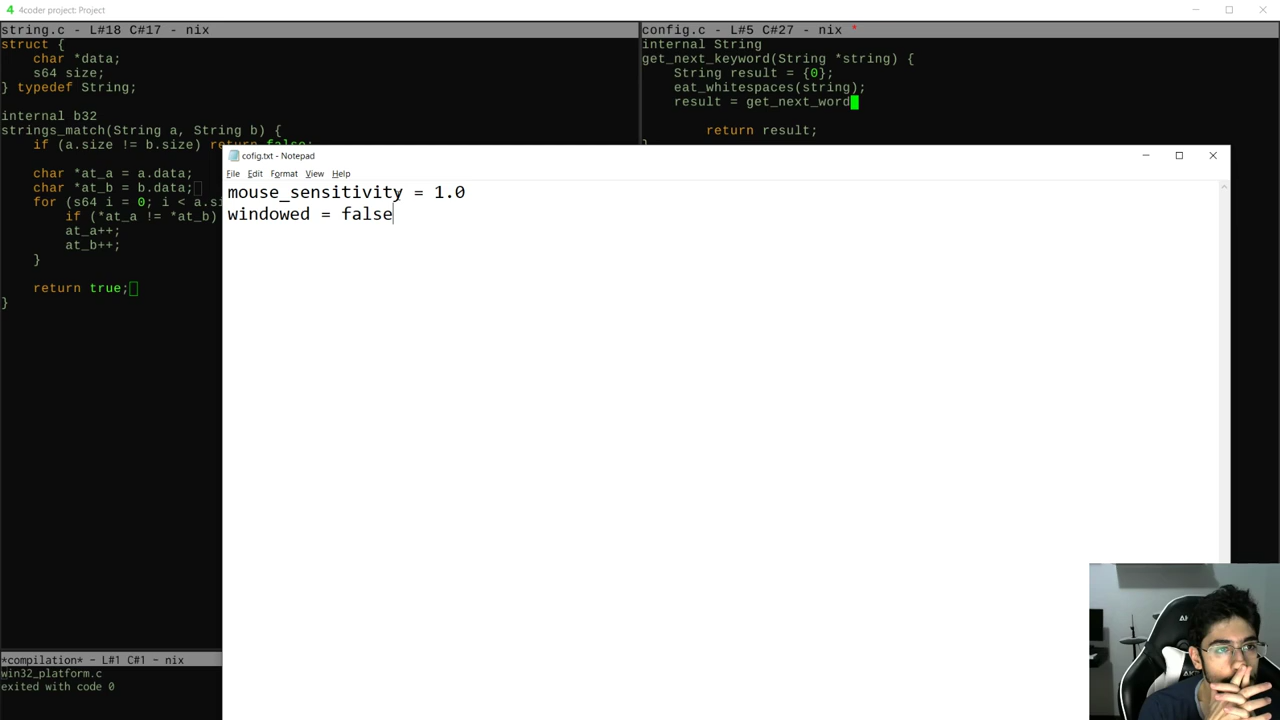 4coder project: Project
string.c - L#18 C#17 - nix
struct {
char *data;
s64 size;
} typedef String;
internal b32
strings_match(String a, String b) {
if (a.size != b.size) return false;
char *at_a = a.data;
char *at_b = b.data;
for (s64 i = 0; i < a.si
if (*at_a != *at_b)
at_a++;
at_b++;
}
return true;
}
*compilation* - L#1 C#1 - nix
win32_platform.c
exited with code 0
config.c - L#5 C#27 - nix *
internal String
get_next_keyword(String *string) {
String result = {0};
eat_whitespaces(string);
result = get_next_word
return result;
}
cofig.txt - Notepad
File Edit Format View Help
mouse_sensitivity = 1.0
windowed = false